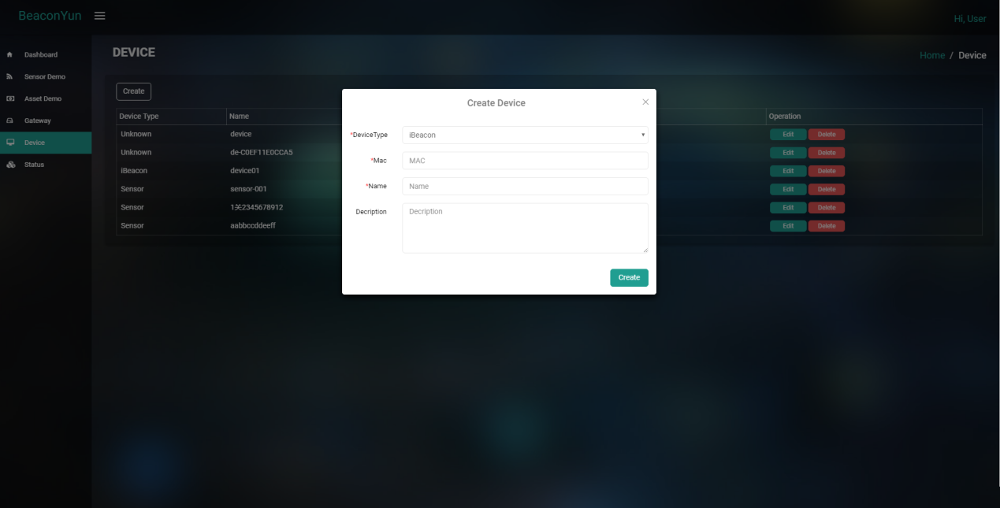 BeaconYun
Hi, User
Dashboard
Sensor Demo
Asset Demo
Gateway
Device
Status
DEVICE
Home / Device
Create
Device Type Name Operation
Unknown device Edit Delete
Unknown de-C0EF11E0CCA5 Edit Delete
iBeacon device01 Edit Delete
Sensor sensor-001 Edit Delete
Sensor 1关2345678912 Edit Delete
Sensor aabbccddeeff Edit Delete
Create Device
*DeviceType iBeacon
*Mac MAC
*Name Name
Decription Decription
Create